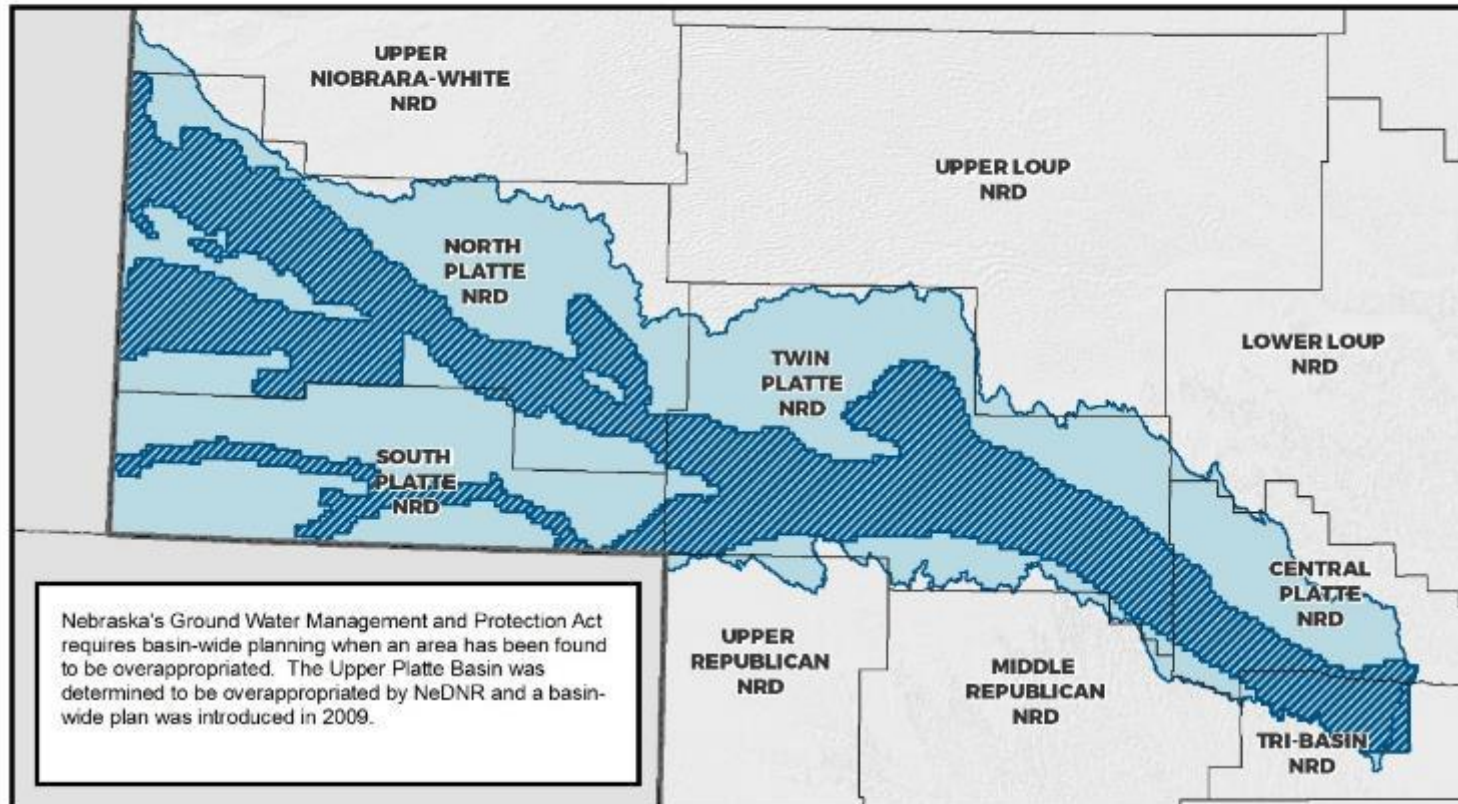 UPPER
NIOBRARA-WHITE
NRD
UPPER LOUP
NRD
NORTH
PLATTE
NRD
LOWER LOUP
NRD
TWIN
PLATTE
NRD
SOUTH
PLATTE
NRD
CENTRAL
PLATTE
NRD
UPPER
REPUBLICAN
NRD
MIDDLE
REPUBLICAN
NRD
TRI-BASIN
NRD
Nebraska's Ground Water Management and Protection Act
requires basin-wide planning when an area has been found
to be overappropriated. The Upper Platte Basin was
determined to be overappropriated by NeDNR and a basin-
wide plan was introduced in 2009.